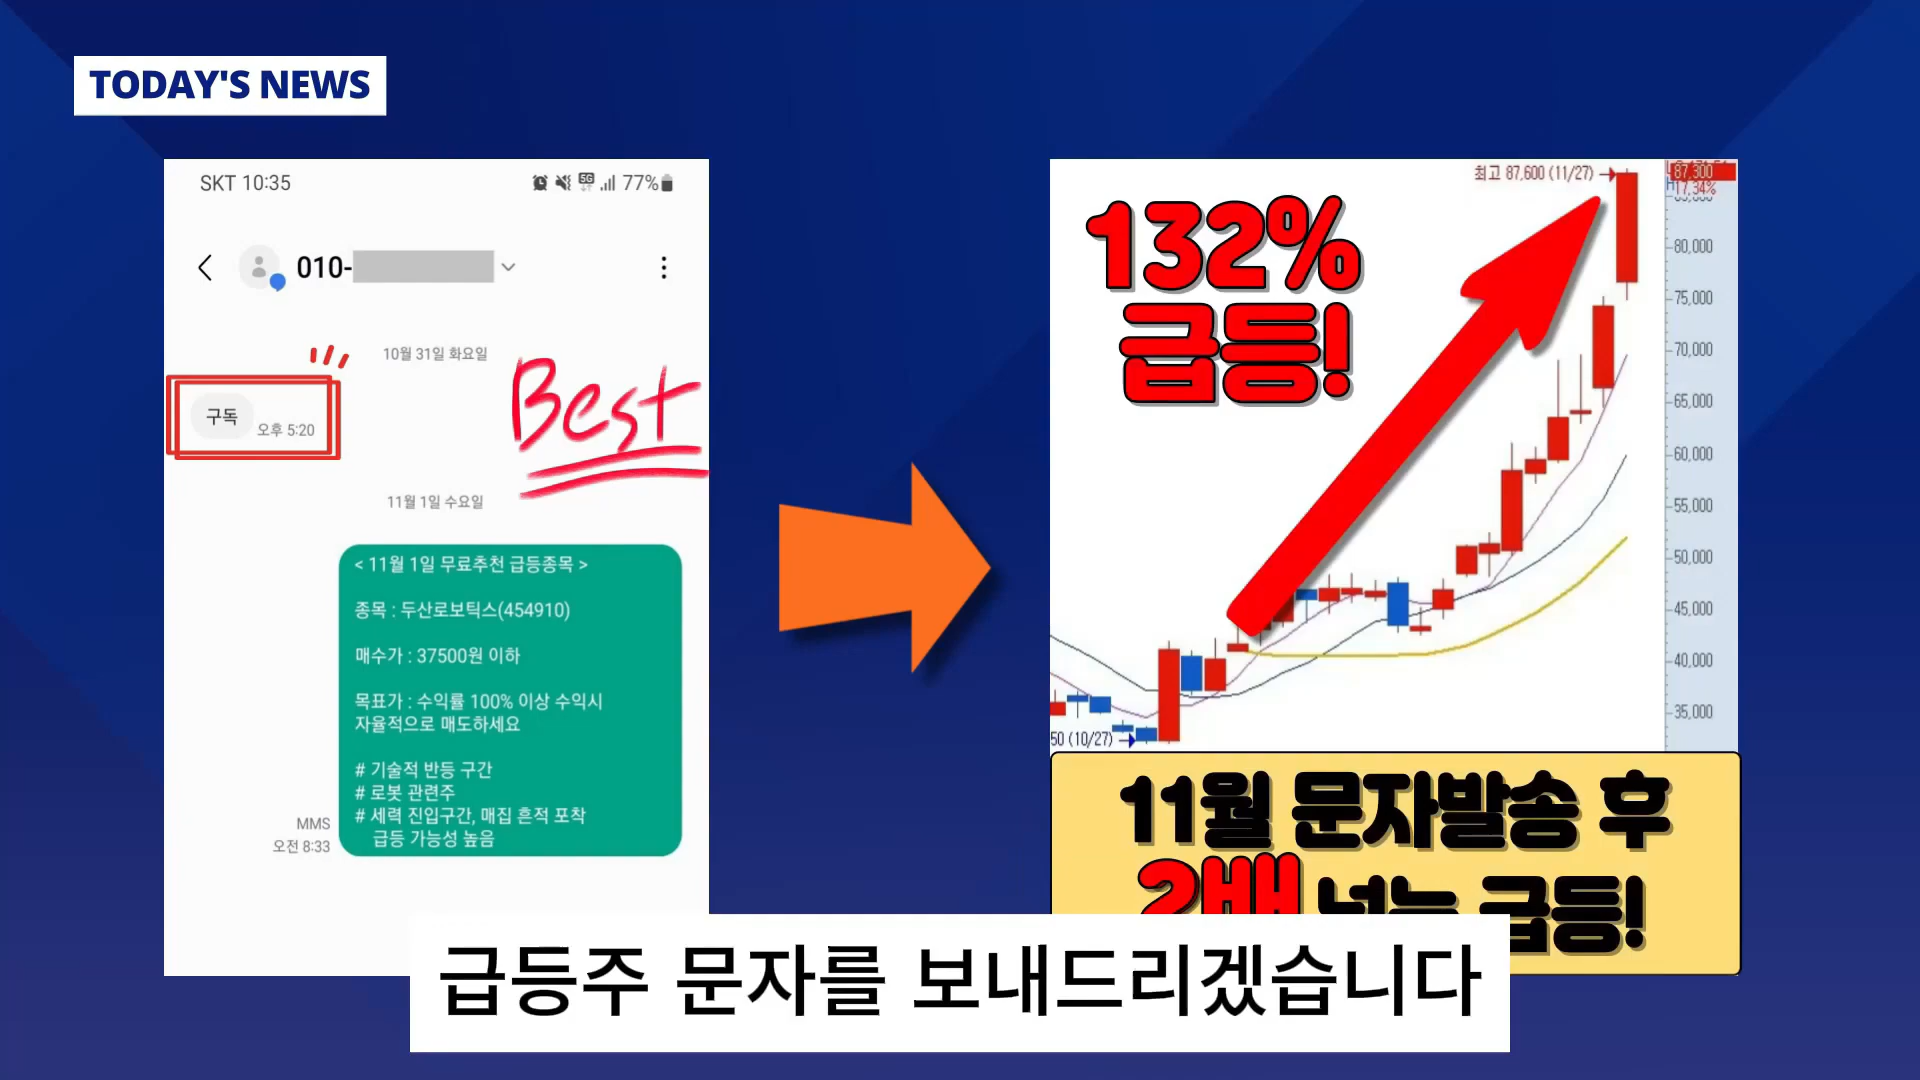 TODAY'S NEWS
SKT 10:35
5G
77%
010-
10월 31일 화요일
구독
오후 5:20
Best
11월 1일 수요일
< 11월 1일 무료추천 급등종목 >
종목 : 두산로보틱스(454910)
매수가 : 37500원 이하
목표가 : 수익률 100% 이상 수익시
자율적으로 매도하세요
# 기술적 반등 구간
# 로봇 관련주
# 세력 진입구간, 매집 흔적 포착
급등 가능성 높음
MMS
오전 8:33
132%
급등!
최고 87,600 (11/27)
87,300
17,34%
80,000
75,000
70,000
65,000
60,000
55,000
50,000
45,000
40,000
35,000
50 (10/27)
11월 문자발송 후
2배 넘는 급등!
급등주 문자를 보내드리겠습니다